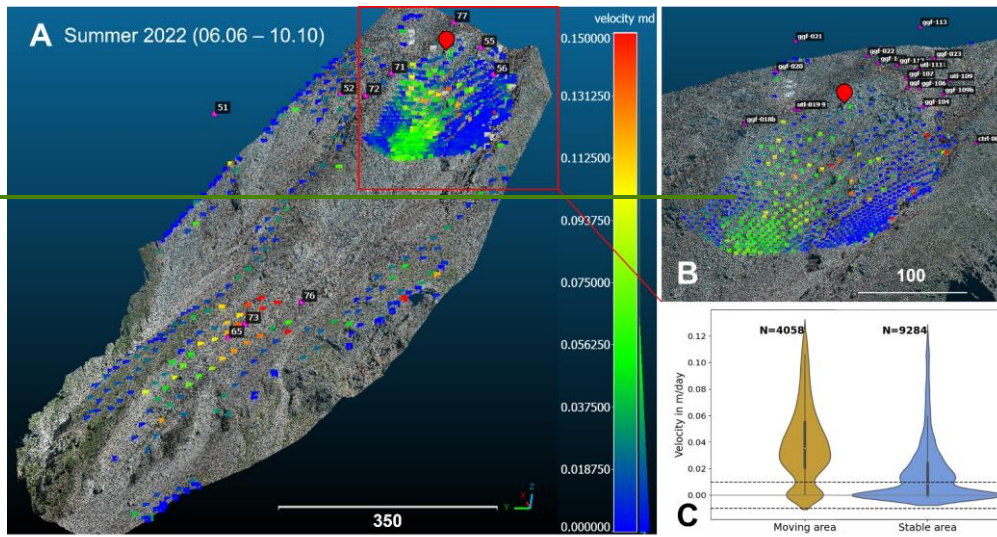 A Summer 2022 (06.06 – 10.10)
velocity md
0.150000
0.131250
0.112500
0.093750
0.075000
0.056250
0.037500
0.018750
0.000000
77
55
56
71
72
52
51
76
73
65
350
Y X Z
ggf-113
ggf-021
ggf-022
ggf-023
ggf-020
utl-109
ggf-107
ggf-106
ggf-109b
ggf-104
ggf-018b
B
100
N=4058
N=9284
Velocity in m/day
0.12
0.10
0.08
0.06
0.04
0.02
0.00
C
Moving area
Stable area